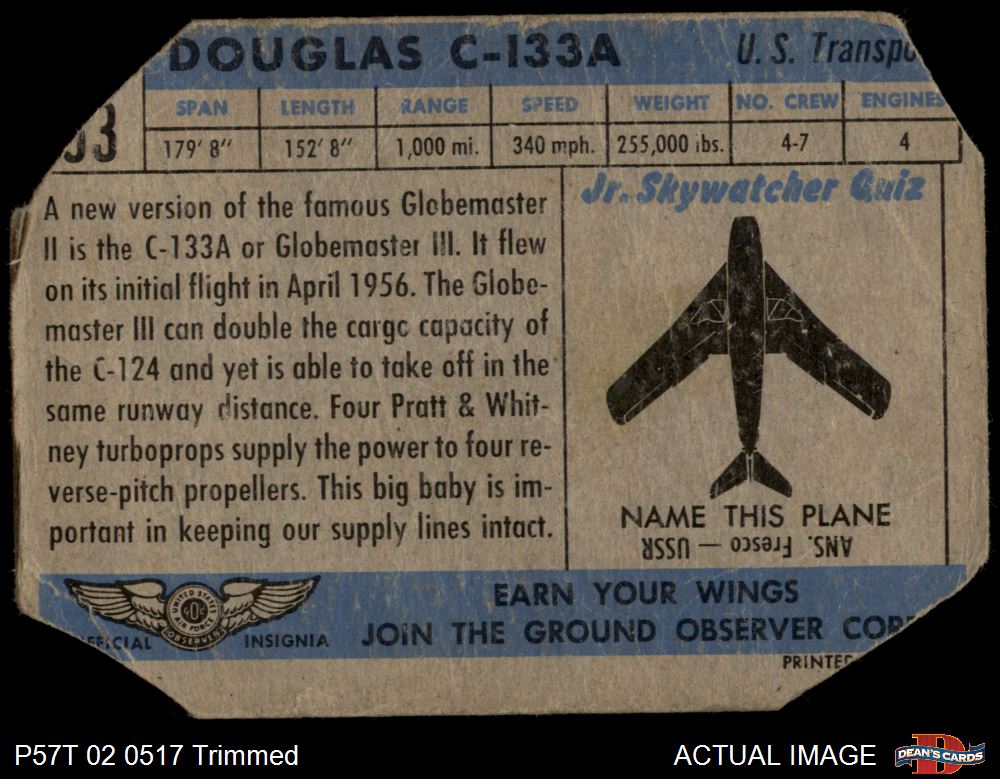 DOUGLAS C-133A U. S. Transpo
SPAN LENGTH RANGE SPEED WEIGHT NO. CREW ENGINES
33
179' 8" 152' 8" 1,000 mi. 340 mph. 255,000 lbs. 4-7 4
A new version of the famous Globemaster
II is the C-133A or Globemaster III. It flew
on its initial flight in April 1956. The Globe-
master III can double the cargo capacity of
the C-124 and yet is able to take off in the
same runway distance. Four Pratt & Whit-
ney turboprops supply the power to four re-
verse-pitch propellers. This big baby is im-
portant in keeping our supply lines intact.
Jr. Skywatcher Quiz
NAME THIS PLANE
ANS. Fresco — USSR
UNITED STATES
GOC
AIR FORCE
OBSERVER
FFICIAL INSIGNIA
EARN YOUR WINGS
JOIN THE GROUND OBSERVER COR
PRINTED
P57T 02 0517 Trimmed
ACTUAL IMAGE
DEAN'S CARDS